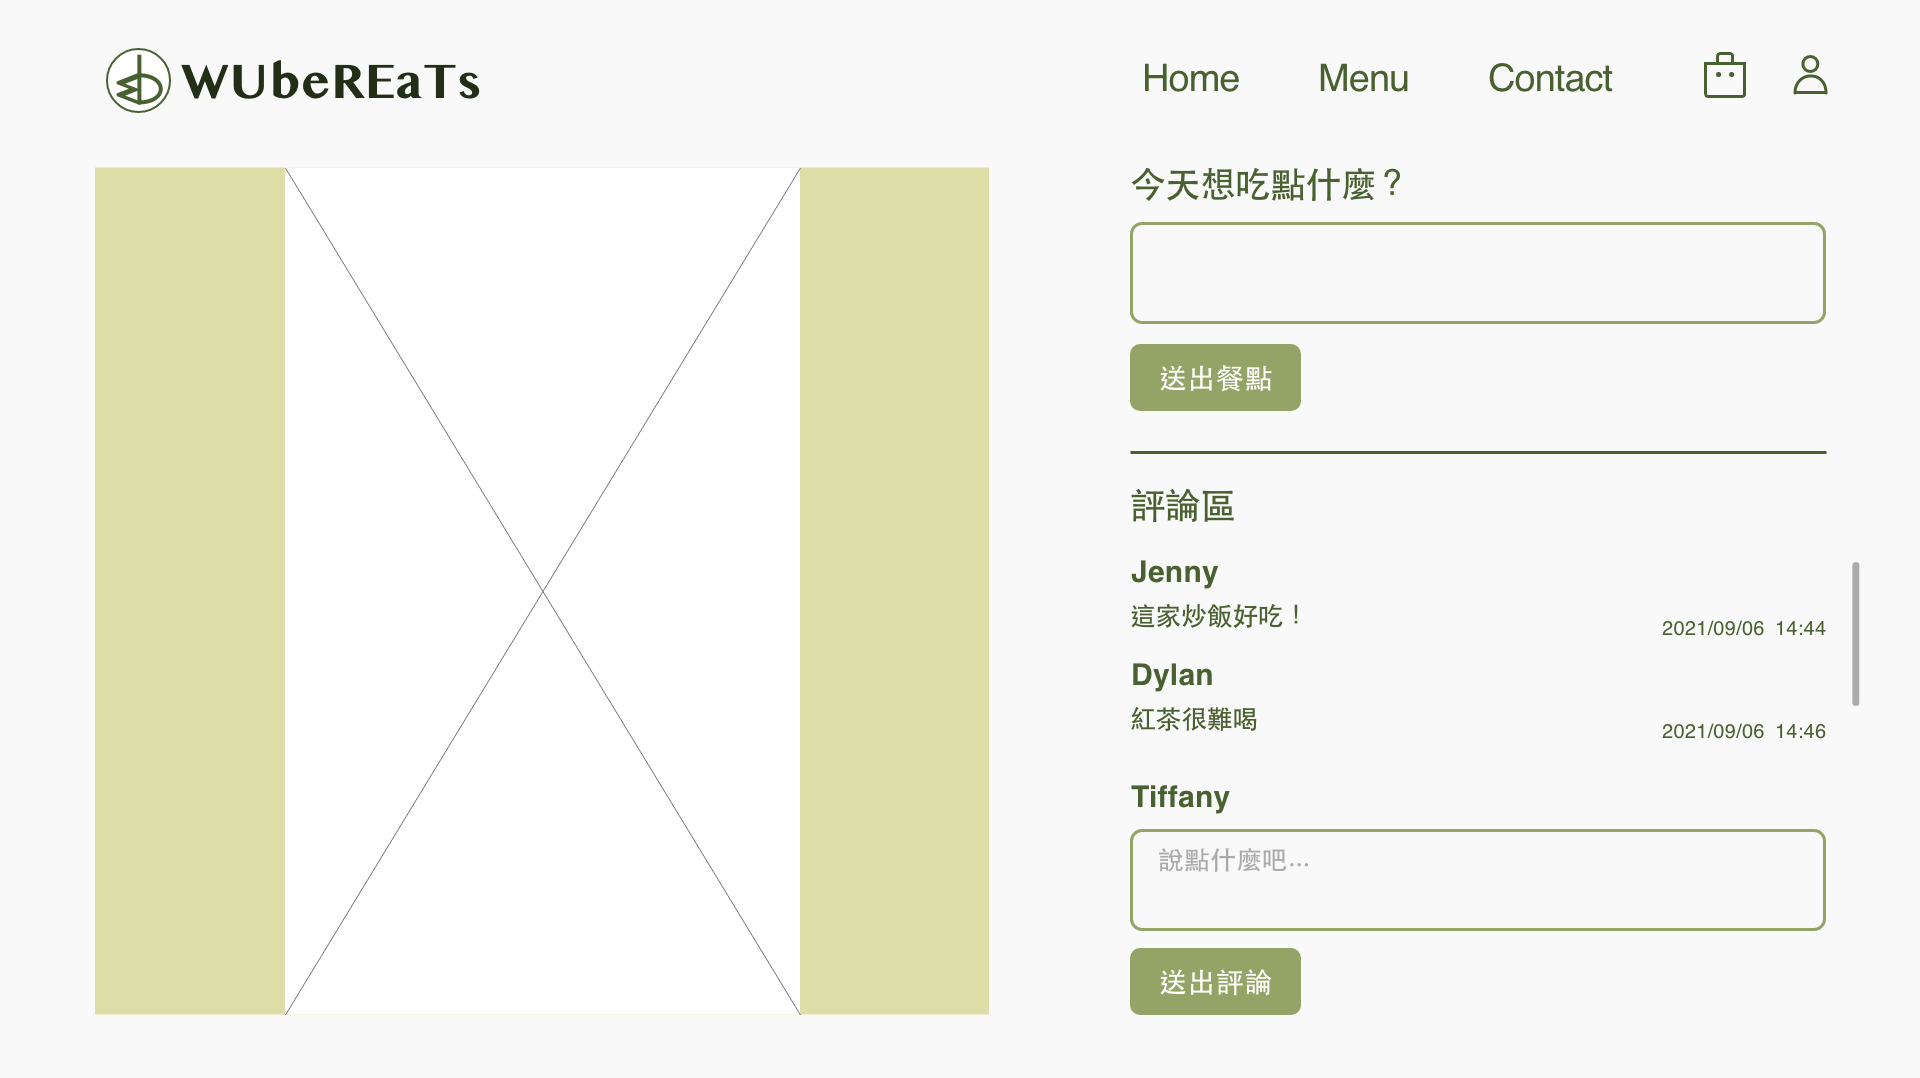 WUbeREaTs
Home Menu Contact
今天想吃點什麼？
送出餐點
評論區
Jenny
這家炒飯好吃！
2021/09/06 14:44
Dylan
紅茶很難喝
2021/09/06 14:46
Tiffany
說點什麼吧...
送出評論